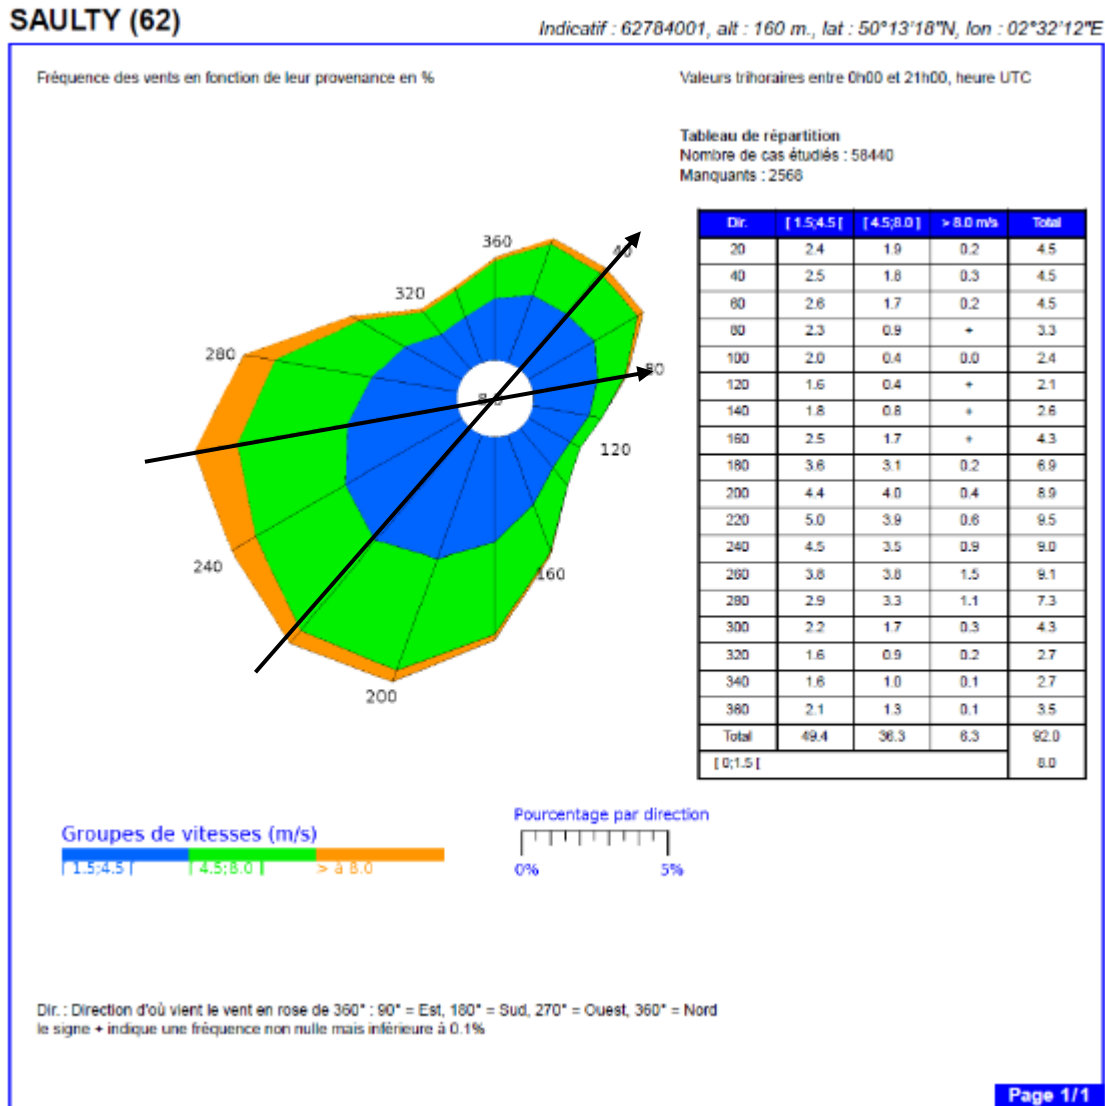 SAULTY (62)
Indicatif : 62784001, alt : 160 m., lat : 50°13'18"N, lon : 02°32'12"E
Fréquence des vents en fonction de leur provenance en %
Valeurs trihoraires entre 0h00 et 21h00, heure UTC
Tableau de répartition
Nombre de cas étudiés : 58440
Manquants : 2568
Dir. [ 1.5;4.5 [ [ 4.5;8.0 ] > 8.0 m/s Total
20 2.4 1.9 0.2 4.5
40 2.5 1.8 0.3 4.5
60 2.6 1.7 0.2 4.5
80 2.3 0.9 + 3.3
100 2.0 0.4 0.0 2.4
120 1.6 0.4 + 2.1
140 1.8 0.8 + 2.6
160 2.5 1.7 + 4.3
180 3.6 3.1 0.2 6.9
200 4.4 4.0 0.4 8.9
220 5.0 3.9 0.6 9.5
240 4.5 3.5 0.9 9.0
260 3.8 3.8 1.5 9.1
280 2.9 3.3 1.1 7.3
300 2.2 1.7 0.3 4.3
320 1.6 0.9 0.2 2.7
340 1.6 1.0 0.1 2.7
360 2.1 1.3 0.1 3.5
Total 49.4 36.3 6.3 92.0
[ 0;1.5 [ 8.0
360
40
320
280
80
8.0
120
240
160
200
Groupes de vitesses (m/s)
[ 1.5;4.5 [ [ 4.5;8.0 ] > à 8.0
Pourcentage par direction
0% 5%
Dir. : Direction d'où vient le vent en rose de 360° : 90° = Est, 180° = Sud, 270° = Ouest, 360° = Nord
le signe + indique une fréquence non nulle mais inférieure à 0.1%
Page 1/1